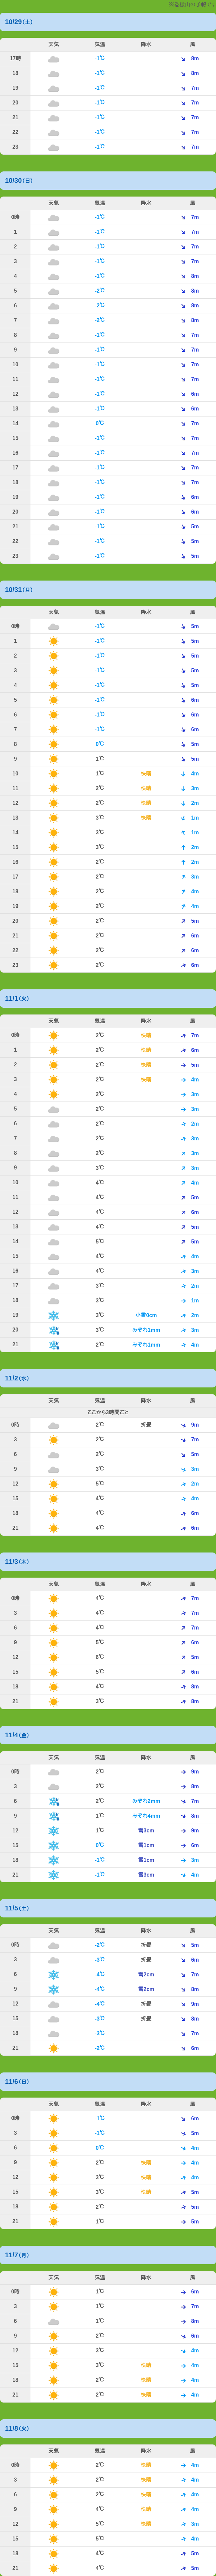 10/29(土)
天気 気温 降水 風
17時 -1℃ 8m
18 -1℃ 8m
19 -1℃ 7m
20 -1℃ 7m
21 -1℃ 7m
22 -1℃ 7m
23 -1℃ 7m
10/30(日)
天気 気温 降水 風
0時 -1℃ 7m
1 -1℃ 7m
2 -1℃ 7m
3 -1℃ 7m
4 -1℃ 8m
5 -2℃ 8m
6 -2℃ 8m
7 -2℃ 8m
8 -1℃ 7m
9 -1℃ 7m
10 -1℃ 7m
11 -1℃ 7m
12 -1℃ 6m
13 -1℃ 6m
14 0℃ 7m
15 -1℃ 7m
16 -1℃ 7m
17 -1℃ 7m
18 -1℃ 7m
19 -1℃ 6m
20 -1℃ 6m
21 -1℃ 5m
22 -1℃ 5m
23 -1℃ 5m
10/31(月)
天気 気温 降水 風
0時 -1℃ 5m
1 -1℃ 5m
2 -1℃ 5m
3 -1℃ 5m
4 -1℃ 5m
5 -1℃ 6m
6 -1℃ 6m
7 -1℃ 6m
8 0℃ 5m
9 1℃ 5m
10 1℃ 快晴 4m
11 2℃ 快晴 3m
12 2℃ 快晴 2m
13 3℃ 快晴 1m
14 3℃ 1m
15 3℃ 2m
16 2℃ 2m
17 2℃ 3m
18 2℃ 4m
19 2℃ 4m
20 2℃ 5m
21 2℃ 6m
22 2℃ 6m
23 2℃ 6m
11/1(火)
天気 気温 降水 風
0時 2℃ 快晴 7m
1 2℃ 快晴 6m
2 2℃ 快晴 5m
3 2℃ 快晴 4m
4 2℃ 3m
5 2℃ 3m
6 2℃ 2m
7 2℃ 3m
8 2℃ 3m
9 3℃ 3m
10 4℃ 4m
11 4℃ 5m
12 4℃ 6m
13 4℃ 5m
14 5℃ 5m
15 4℃ 4m
16 4℃ 3m
17 3℃ 2m
18 3℃ 1m
19 3℃ 小雪0cm 2m
20 3℃ みぞれ1mm 3m
21 2℃ みぞれ1mm 4m
11/2(水)
天気 気温 降水 風
ここから3時間ごと
0時 2℃ 折曇 9m
3 2℃ 7m
6 2℃ 5m
9 3℃ 3m
12 5℃ 2m
15 4℃ 4m
18 4℃ 6m
21 4℃ 6m
11/3(木)
天気 気温 降水 風
0時 4℃ 7m
3 4℃ 7m
6 4℃ 7m
9 5℃ 6m
12 6℃ 5m
15 5℃ 6m
18 4℃ 8m
21 3℃ 8m
11/4(金)
天気 気温 降水 風
0時 2℃ 9m
3 2℃ 8m
6 2℃ みぞれ2mm 7m
9 1℃ みぞれ4mm 8m
12 1℃ 雪3cm 9m
15 0℃ 雪1cm 6m
18 -1℃ 雪1cm 3m
21 -1℃ 雪3cm 4m
11/5(土)
天気 気温 降水 風
0時 -2℃ 折曇 5m
3 -3℃ 折曇 6m
6 -4℃ 雪2cm 7m
9 -4℃ 雪2cm 8m
12 -4℃ 折曇 9m
15 -3℃ 折曇 8m
18 -3℃ 7m
21 -2℃ 6m
11/6(日)
天気 気温 降水 風
0時 -1℃ 6m
3 -1℃ 5m
6 0℃ 4m
9 2℃ 快晴 4m
12 3℃ 快晴 4m
15 3℃ 快晴 5m
18 2℃ 5m
21 1℃ 5m
11/7(月)
天気 気温 降水 風
0時 1℃ 6m
3 1℃ 7m
6 1℃ 8m
9 2℃ 6m
12 3℃ 4m
15 3℃ 快晴 4m
18 2℃ 快晴 4m
21 2℃ 快晴 4m
11/8(火)
天気 気温 降水 風
0時 2℃ 快晴 4m
3 2℃ 快晴 4m
6 2℃ 快晴 4m
9 4℃ 快晴 4m
12 5℃ 快晴 3m
15 5℃ 4m
18 4℃ 5m
21 4℃ 5m